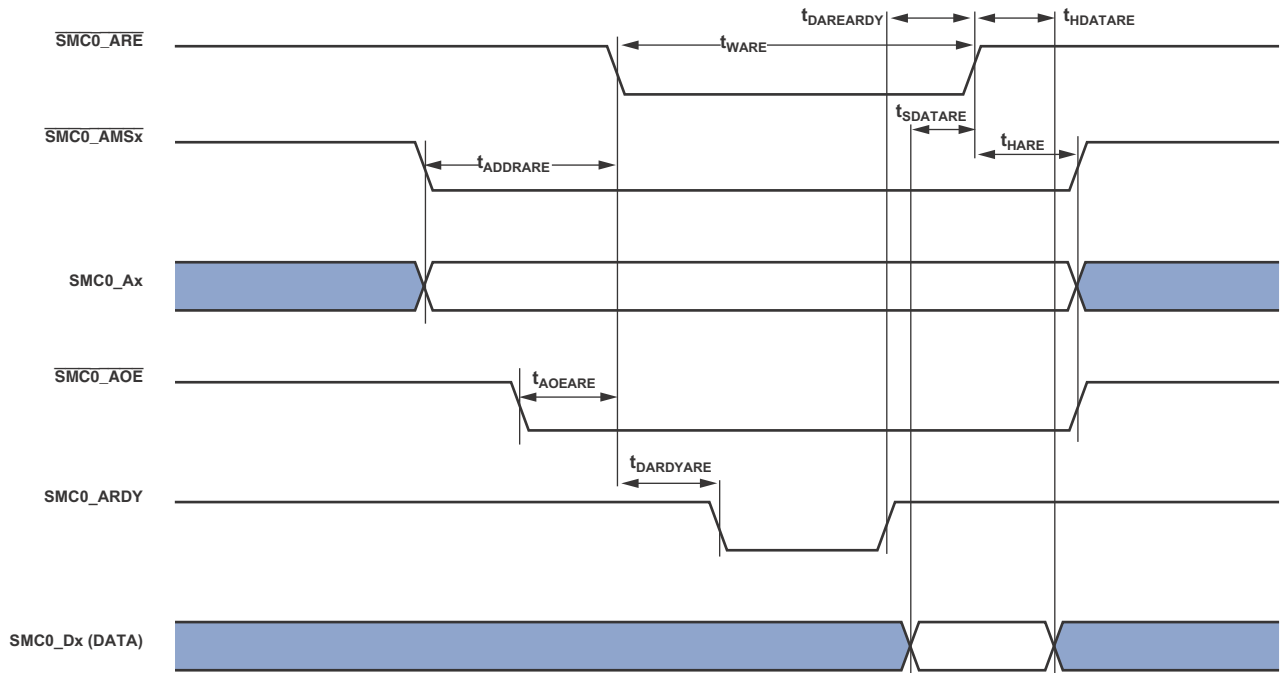 tDAREARDY
tHDATARE
SMC0_ARE
tWARE
tSDATARE
SMC0_AMSx
tADDRARE
tHARE
SMC0_Ax
SMC0_AOE
tAOEARE
tDARDYARE
SMC0_ARDY
SMC0_Dx (DATA)